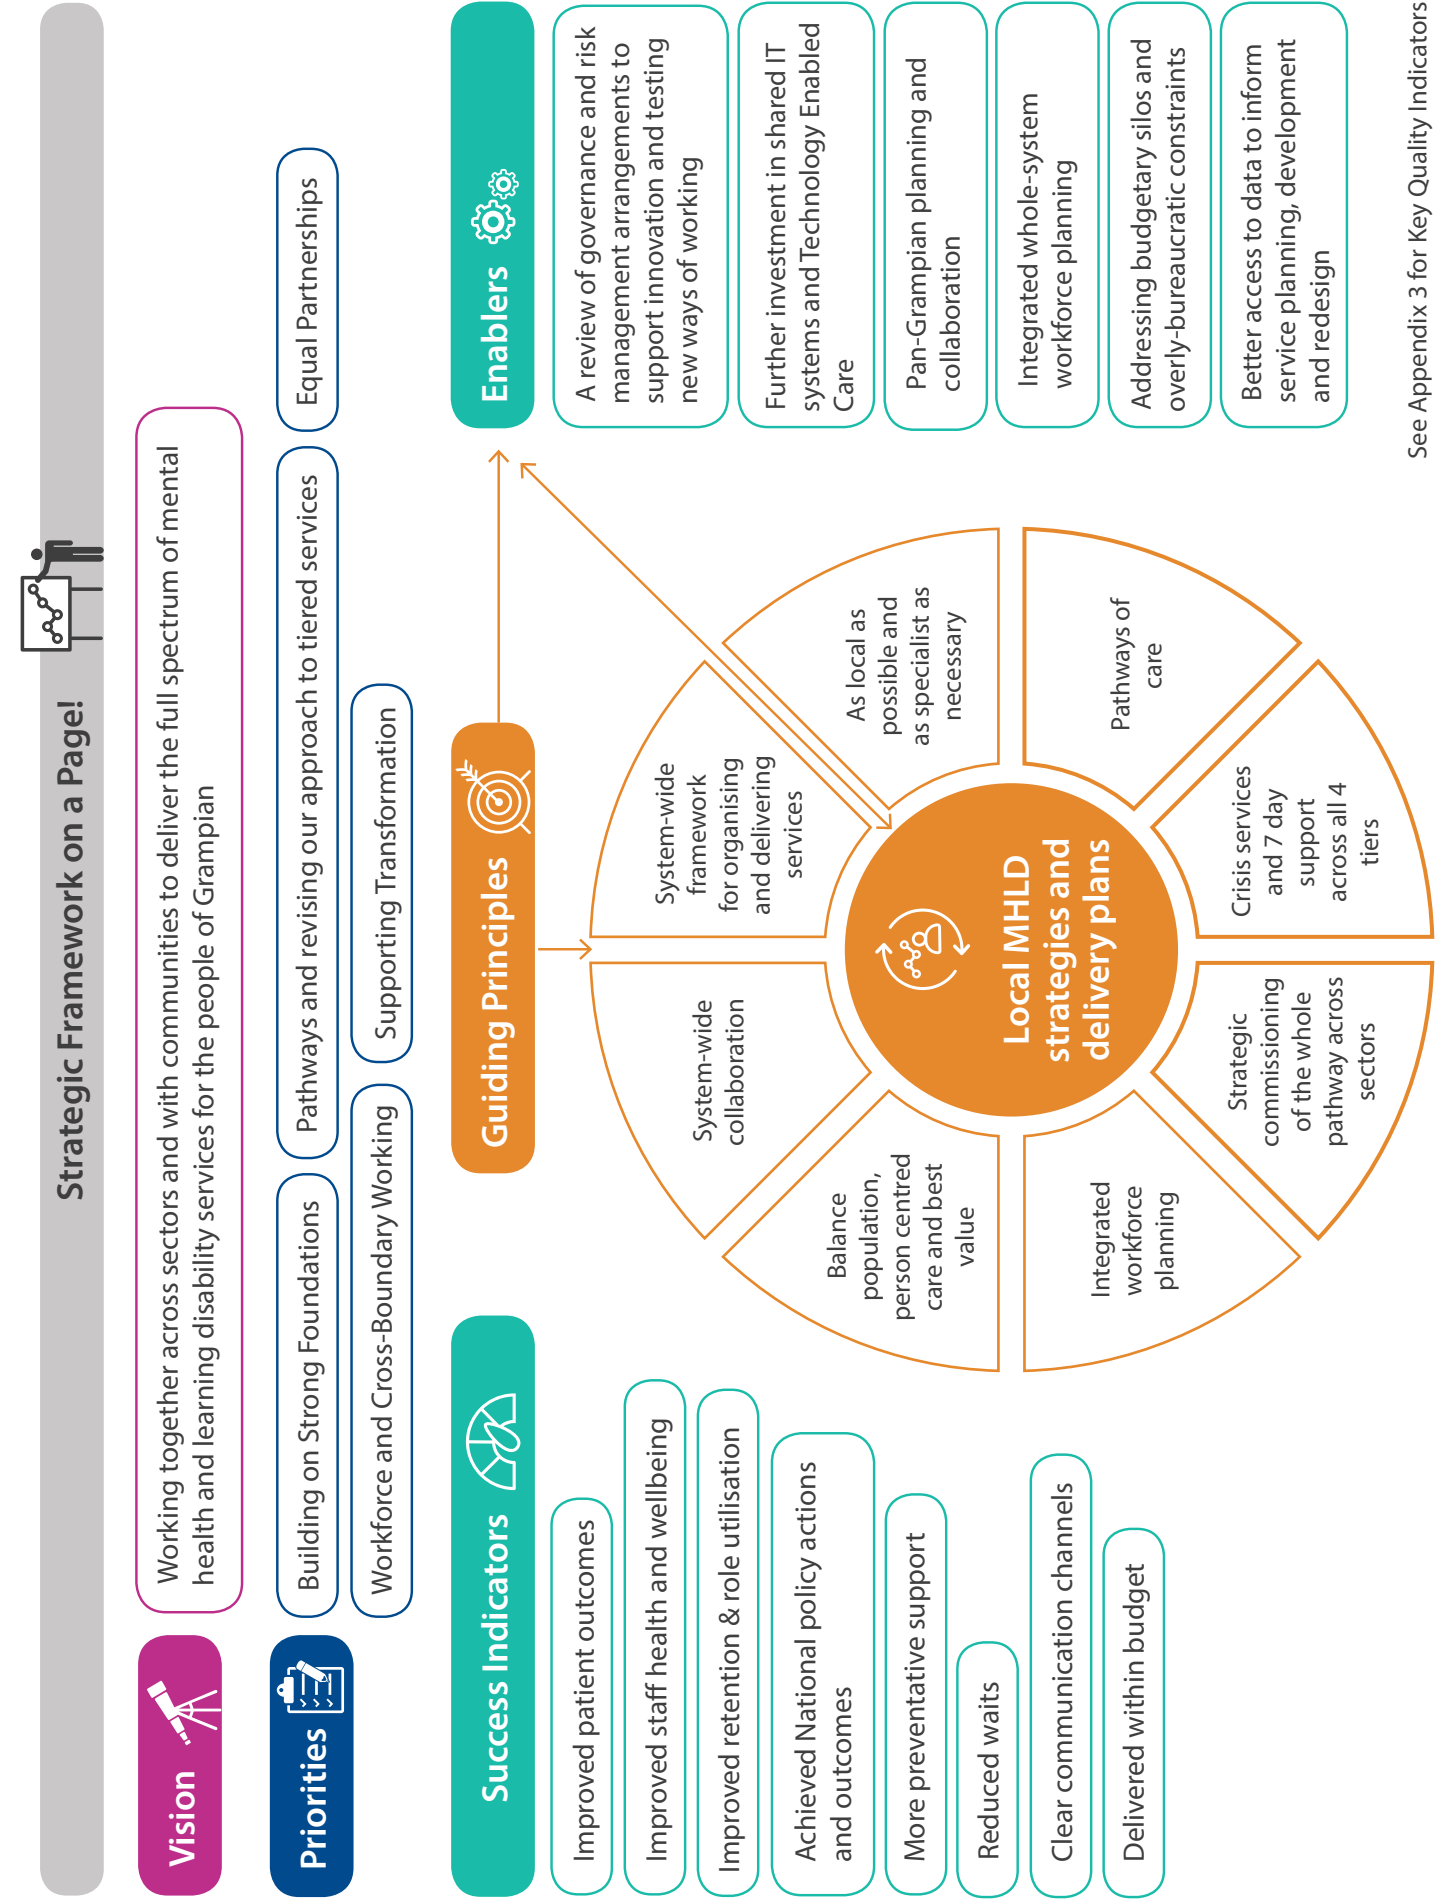 Strategic Framework on a Page!
Vision
Working together across sectors and with communities to deliver the full spectrum of mental
health and learning disability services for the people of Grampian
Priorities
Building on Strong Foundations
Pathways and revising our approach to tiered services
Equal Partnerships
Workforce and Cross-Boundary Working
Supporting Transformation
Success Indicators
Improved patient outcomes
Improved staff health and wellbeing
Improved retention & role utilisation
Achieved National policy actions
and outcomes
More preventative support
Reduced waits
Clear communication channels
Delivered within budget
Guiding Principles
System-wide
collaboration
System-wide
framework
for organising
and delivering
services
As local as
possible and
as specialist as
necessary
Pathways of
care
Crisis services
and 7 day
support
across all 4
tiers
Strategic
commissioning
of the whole
pathway across
sectors
Integrated
workforce
planning
Balance
population,
person centred
care and best
value
Local MHLD
strategies and
delivery plans
Enablers
A review of governance and risk
management arrangements to
support innovation and testing
new ways of working
Further investment in shared IT
systems and Technology Enabled
Care
Pan-Grampian planning and
collaboration
Integrated whole-system
workforce planning
Addressing budgetary silos and
overly-bureaucratic constraints
Better access to data to inform
service planning, development
and redesign
See Appendix 3 for Key Quality Indicators